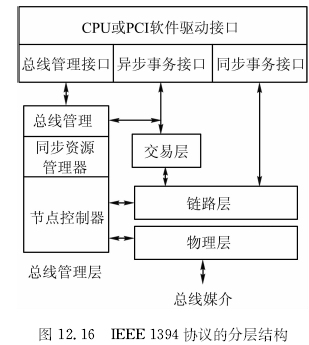 CPU或PCI软件驱动接口
总线管理接口 异步事务接口 同步事务接口
总线管理
同步资源
管理器
交易层
节点控制器
链路层
物理层
总线管理层
总线媒介
图 12.16 IEEE 1394 协议的分层结构